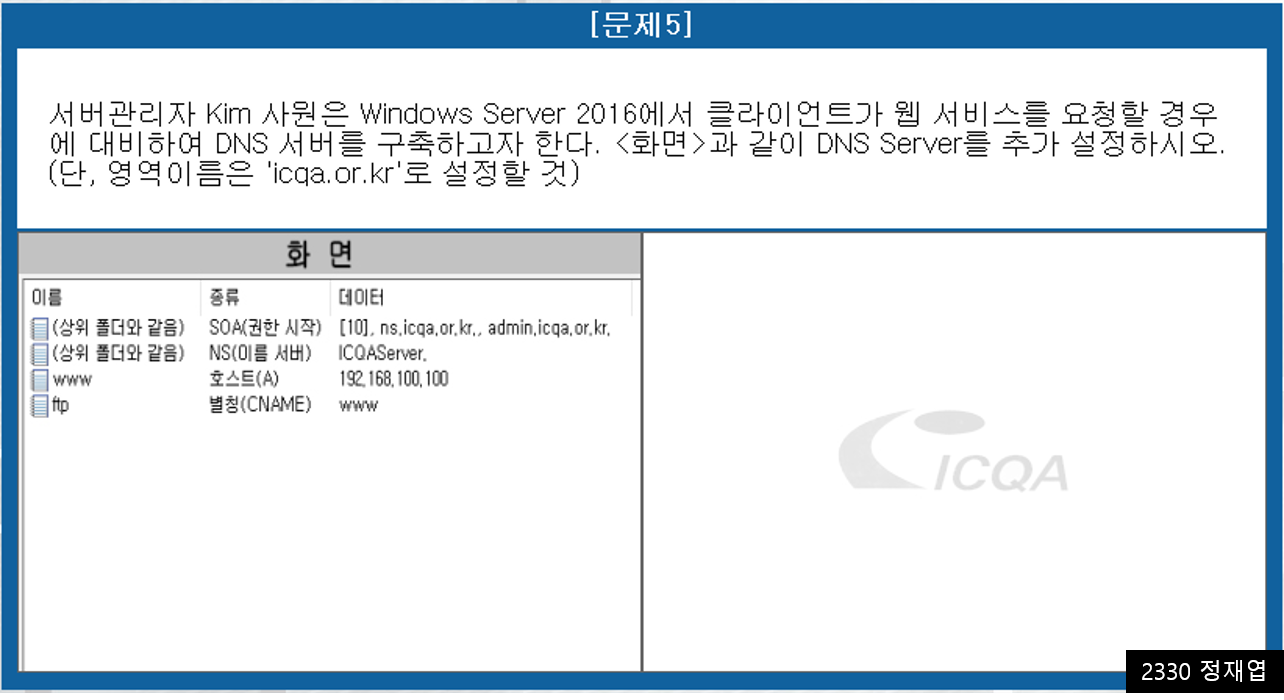 [문제5]
서버관리자 Kim 사원은 Windows Server 2016에서 클라이언트가 웹 서비스를 요청할 경우
에 대비하여 DNS 서버를 구축하고자 한다. <화면>과 같이 DNS Server를 추가 설정하시오.
(단, 영역이름은 'icqa.or.kr'로 설정할 것)
화 면
이름 종류 데이터
(상위 폴더와 같음) SOA(권한 시작) [10], ns,icqa,or,kr,, admin,icqa,or,kr,
(상위 폴더와 같음) NS(이름 서버) ICQAServer,
www 호스트(A) 192,168,100,100
ftp 별칭(CNAME) www
ICQA
2330 정재엽